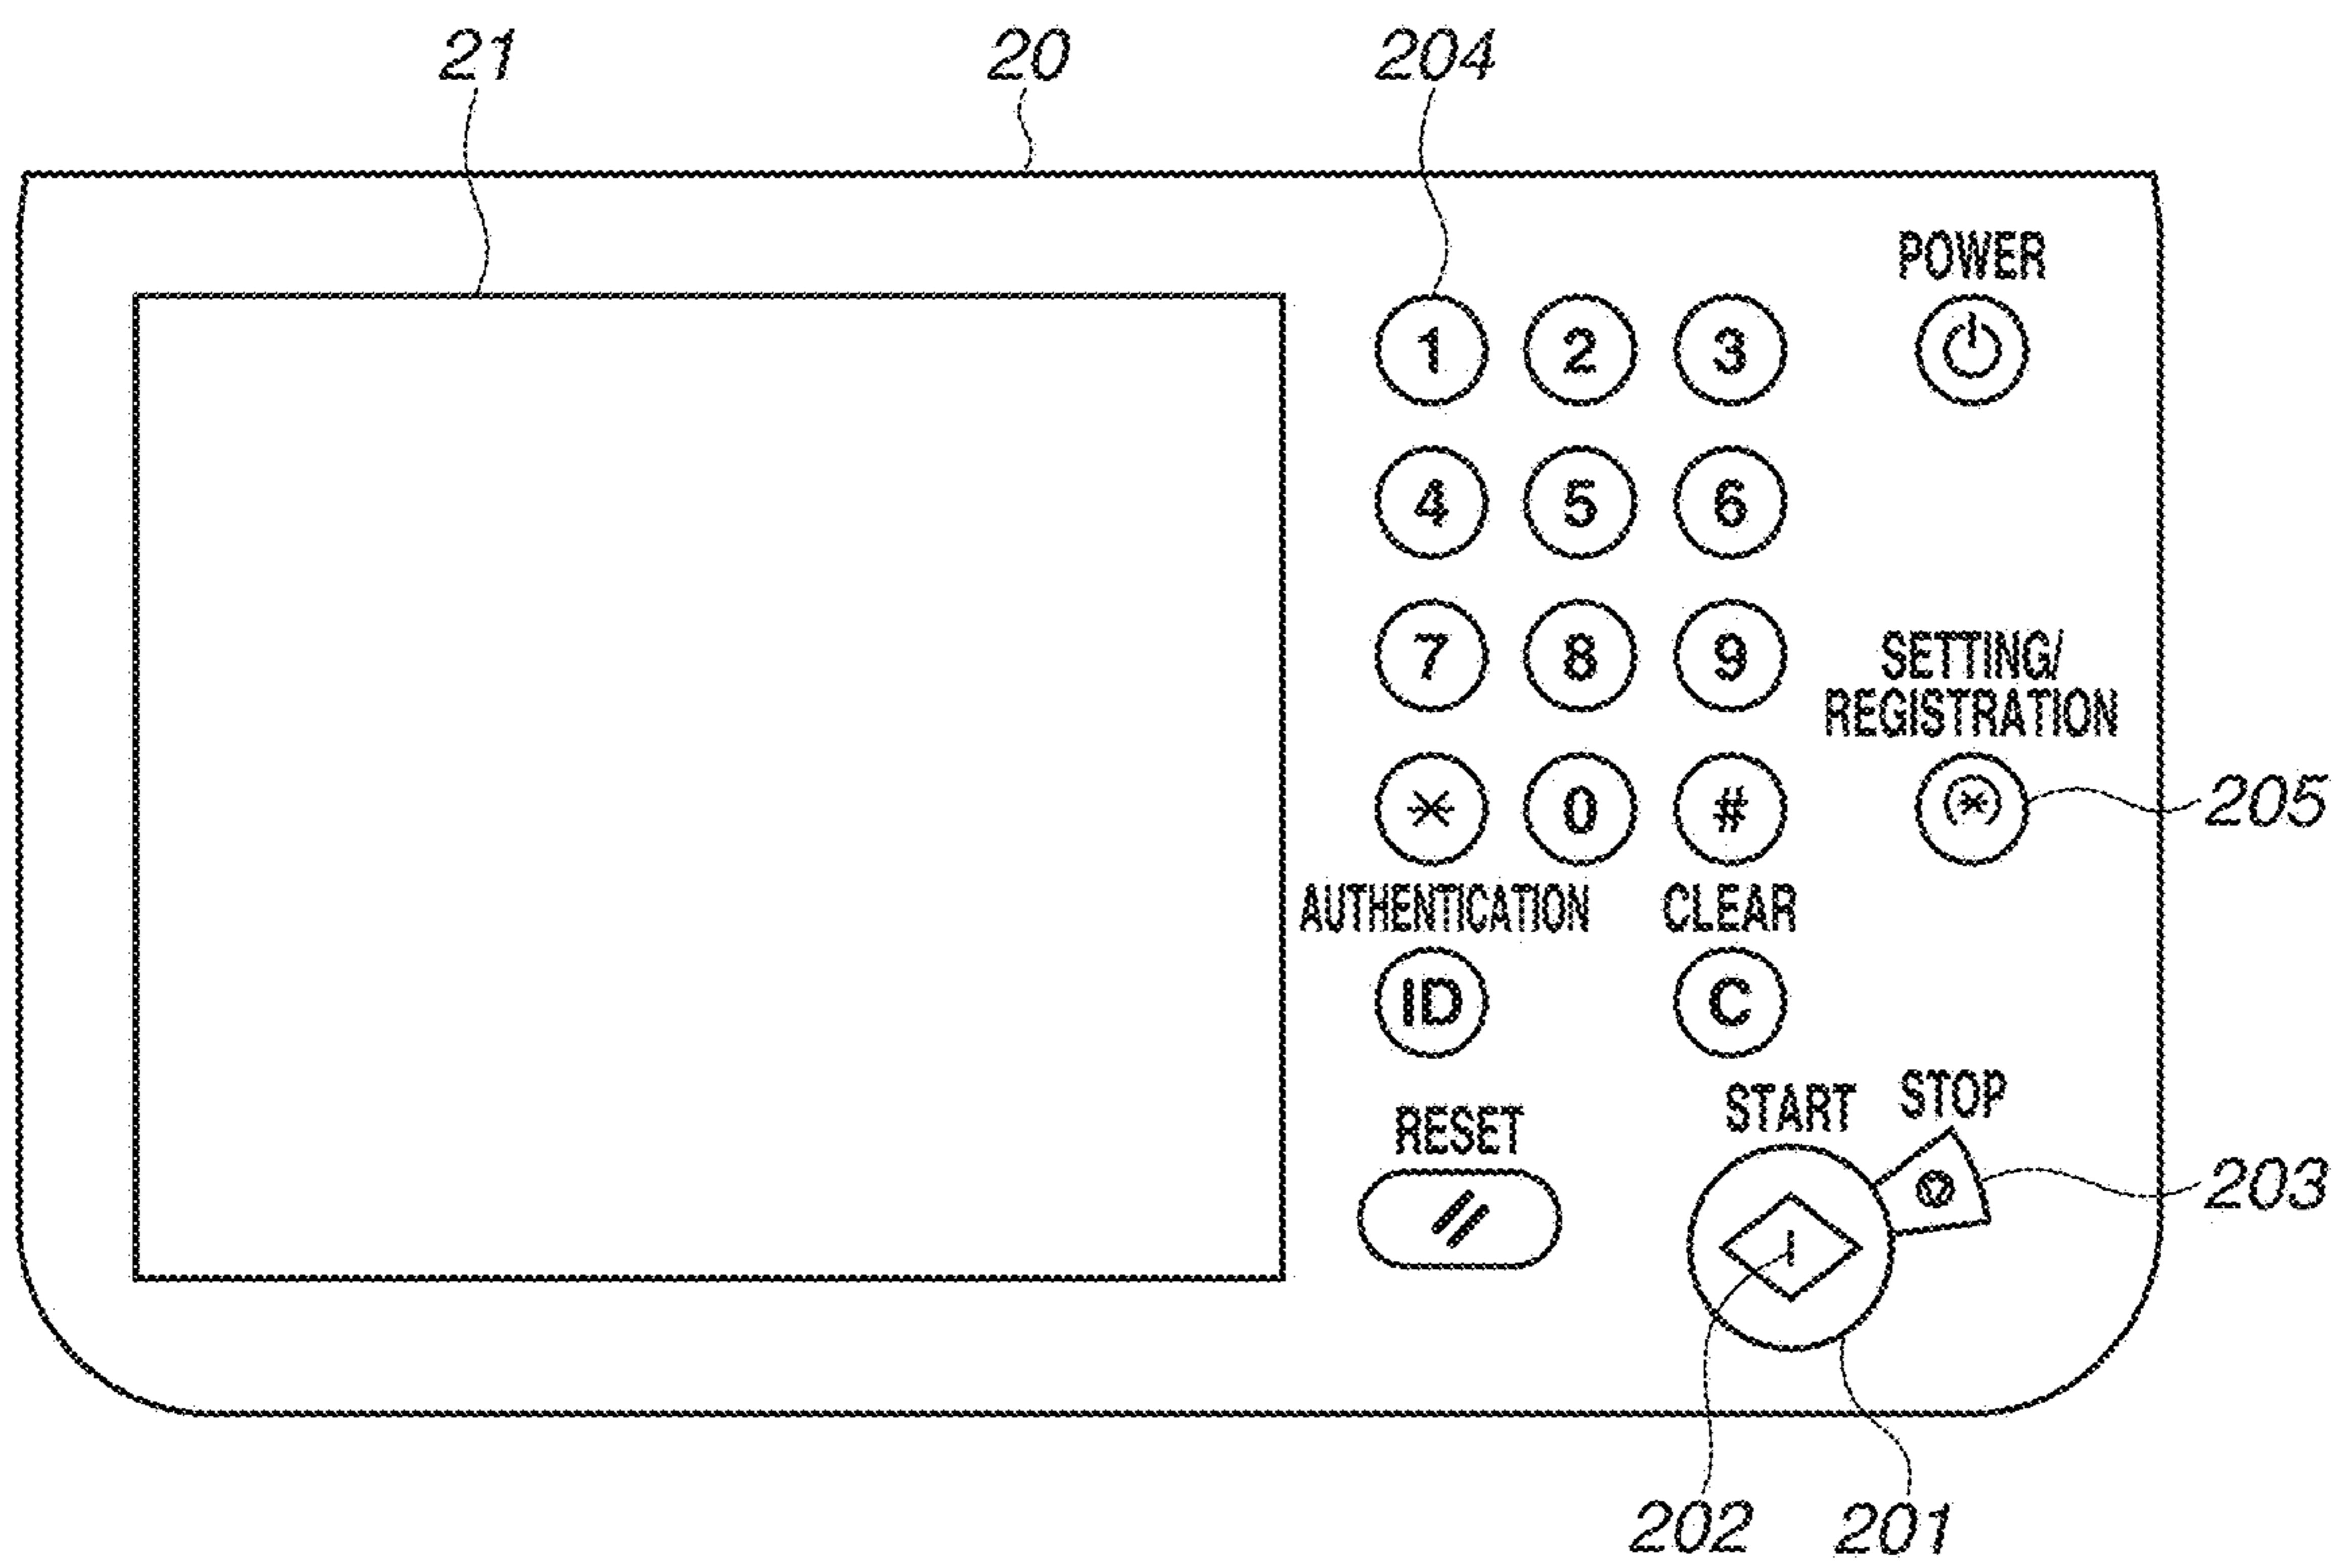 21 20 204
POWER
1 2 3
4 5 6
7 8 9
SETTING/
REGISTRATION
* 0 #
205
AUTHENTICATION CLEAR
ID C
START STOP
RESET
203
202 201